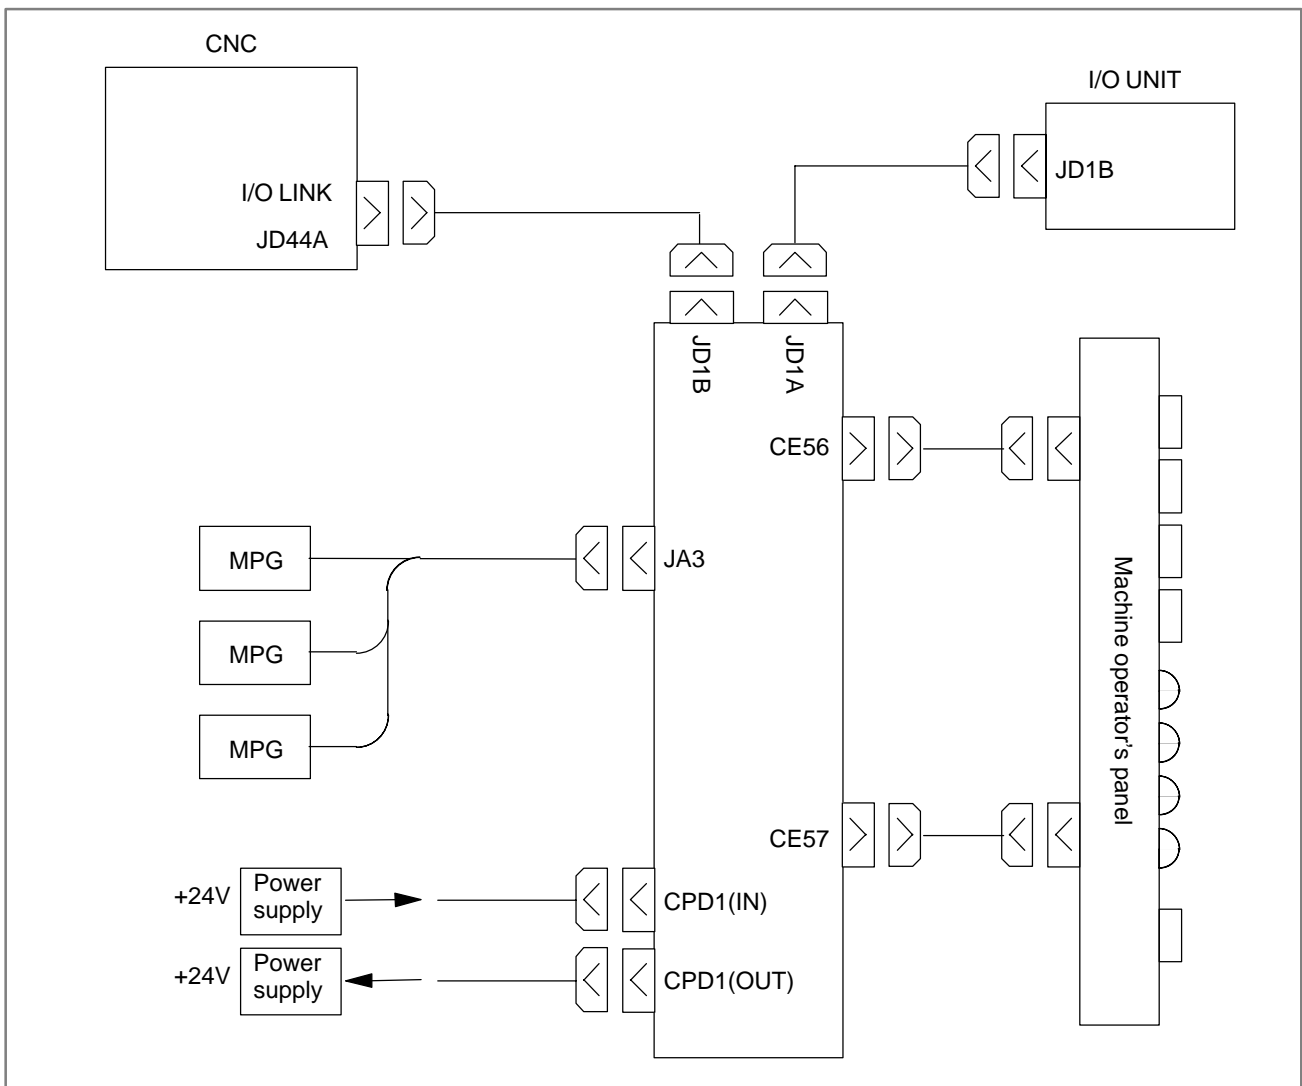 CNC
I/O UNIT
I/O LINK
JD44A
JD1B
JD1B
JD1A
CE56
MPG
JA3
MPG
MPG
Machine operator’s panel
CE57
+24V
Power
supply
CPD1(IN)
+24V
Power
supply
CPD1(OUT)